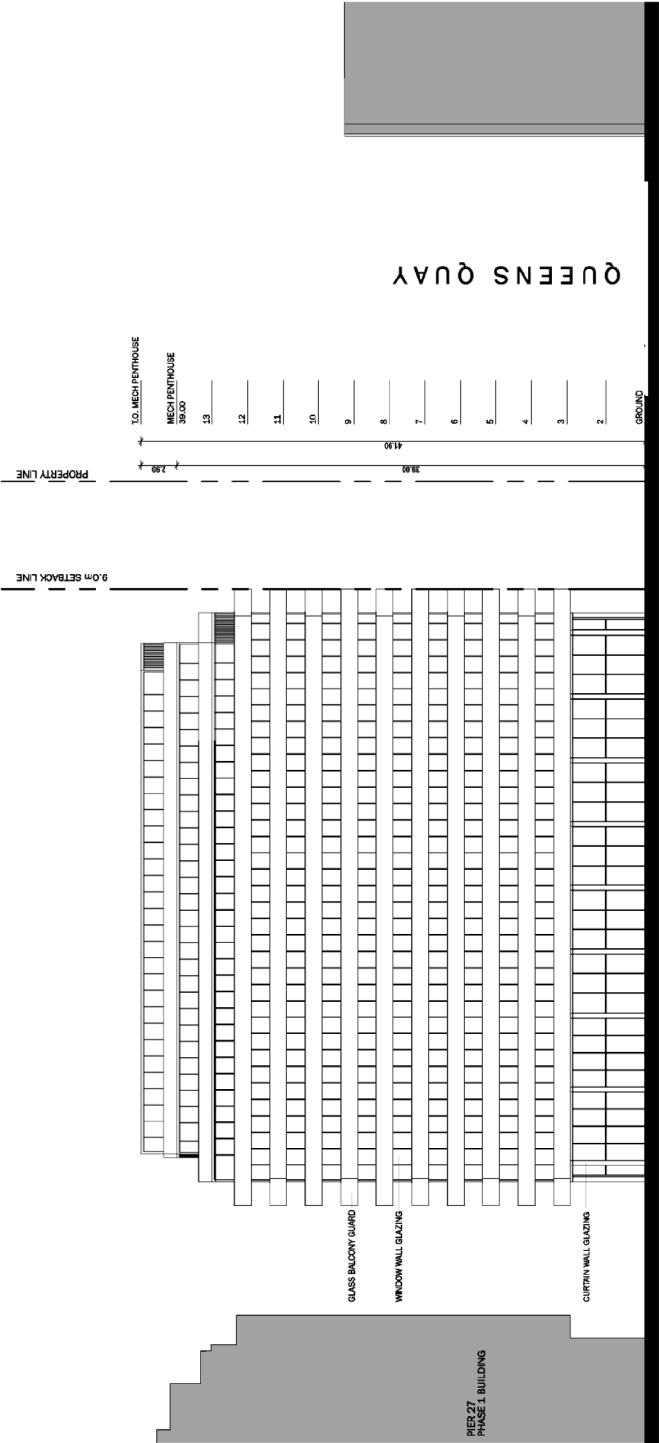 QUEENS QUAY
T.O. MECH PENTHOUSE
MECH PENTHOUSE
39.00
13
12
11
10
9
8
7
6
5
4
3
2
GROUND
41.90
2.90
39.00
PROPERTY LINE
9.0m SETBACK LINE
GLASS BALCONY GUARD
WINDOW WALL GLAZING
CURTAIN WALL GLAZING
PIER 27
PHASE 1 BUILDING